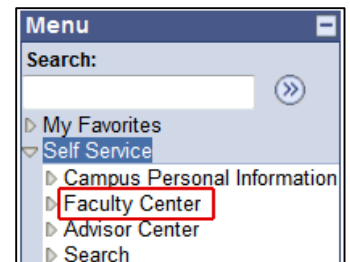 Menu
Search:
My Favorites
Self Service
Campus Personal Information
Faculty Center
Advisor Center
Search